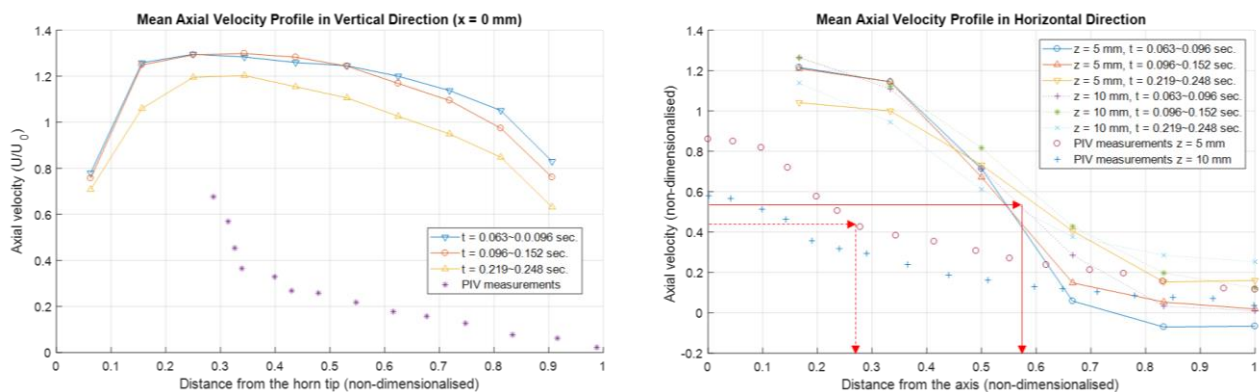 Mean Axial Velocity Profile in Vertical Direction (x = 0 mm)
Axial velocity (U/U0)
1.4
1.2
1
0.8
0.6
0.4
0.2
0
t = 0.063~0.0.096 sec.
t = 0.096~0.152 sec.
t = 0.219~0.248 sec.
PIV measurements
0 0.1 0.2 0.3 0.4 0.5 0.6 0.7 0.8 0.9 1
Distance from the horn tip (non-dimensionalised)
Mean Axial Velocity Profile in Horizontal Direction
Axial velocity (non-dimensionalised)
1.4
1.2
1
0.8
0.6
0.4
0.2
0
-0.2
z = 5 mm, t = 0.063~0.096 sec.
z = 5 mm, t = 0.096~0.152 sec.
z = 5 mm, t = 0.219~0.248 sec.
z = 10 mm, t = 0.063~0.096 sec.
z = 10 mm, t = 0.096~0.152 sec.
z = 10 mm, t = 0.219~0.248 sec.
PIV measurements z = 5 mm
PIV measurements z = 10 mm
0 0.1 0.2 0.3 0.4 0.5 0.6 0.7 0.8 0.9 1
Distance from the axis (non-dimensionalised)